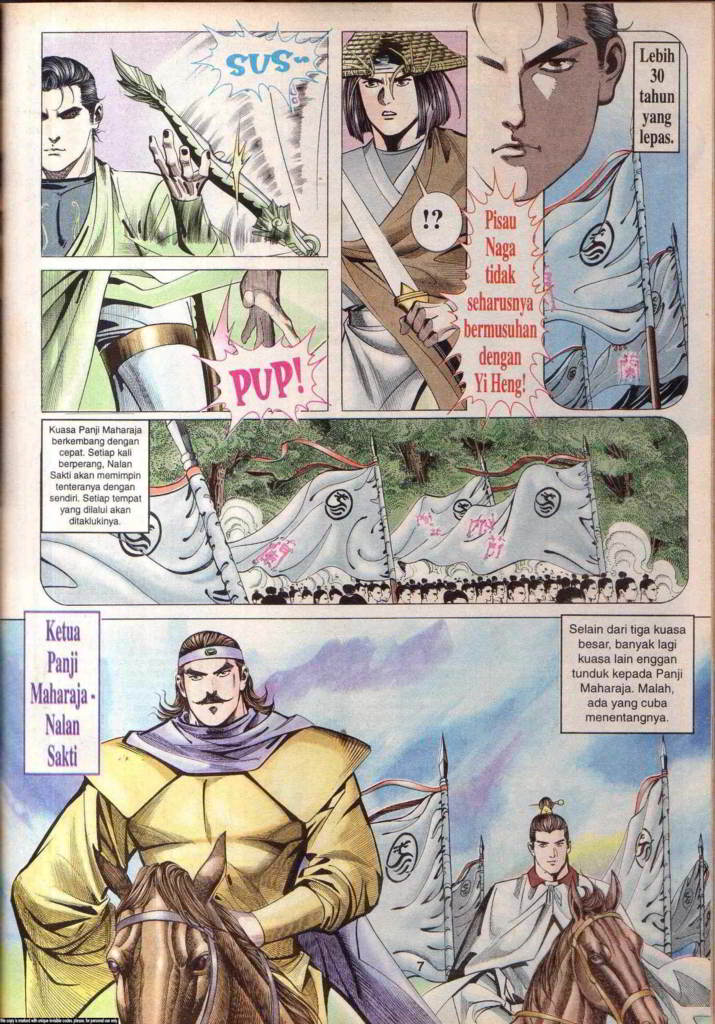 SUS..
Lebih
30
tahun
yang
lepas.
!?
Pisau
Naga
tidak
seharusnya
bermusuhan
dengan
Yi Heng!
PUP!
Kuasa Panji Maharaja
berkembang dengan
cepat. Setiap kali
berperang, Nalan
Sakti akan memimpin
tenteranya dengan
sendiri. Setiap tempat
yang dilalui akan
ditaklukinya.
Ketua
Panji
Maharaja -
Nalan
Sakti
Selain dari tiga kuasa
besar, banyak lagi
kuasa lain enggan
tunduk kepada Panji
Maharaja. Malah,
ada yang cuba
menentangnya.
7